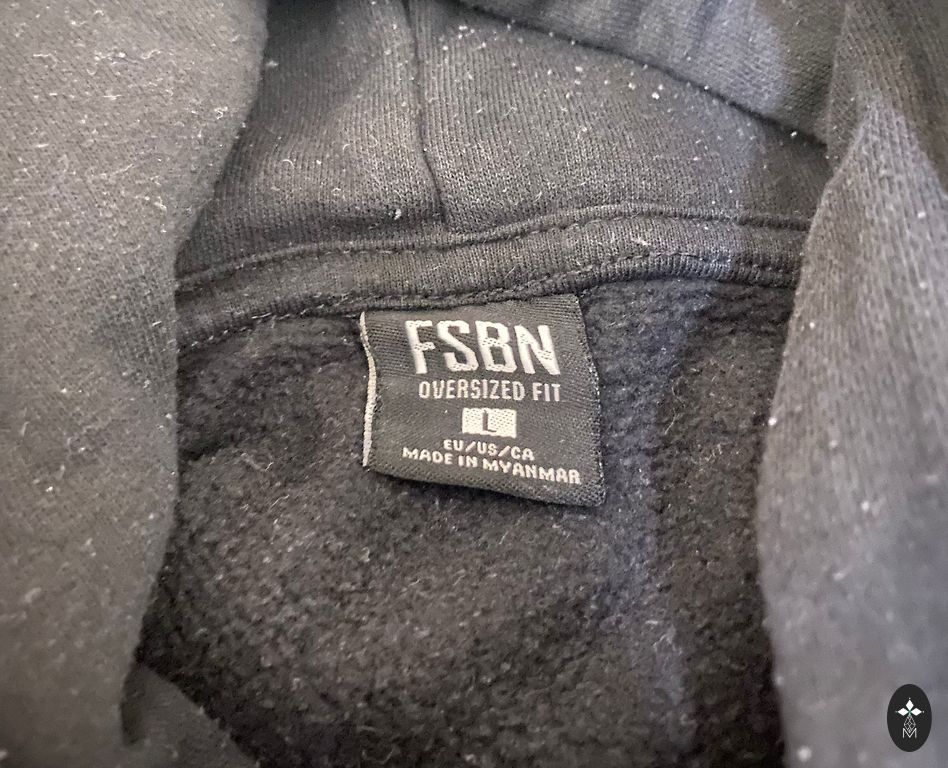 FSBN
OVERSIZED FIT
L
EU/US/CA
MADE IN MYANMAR
M